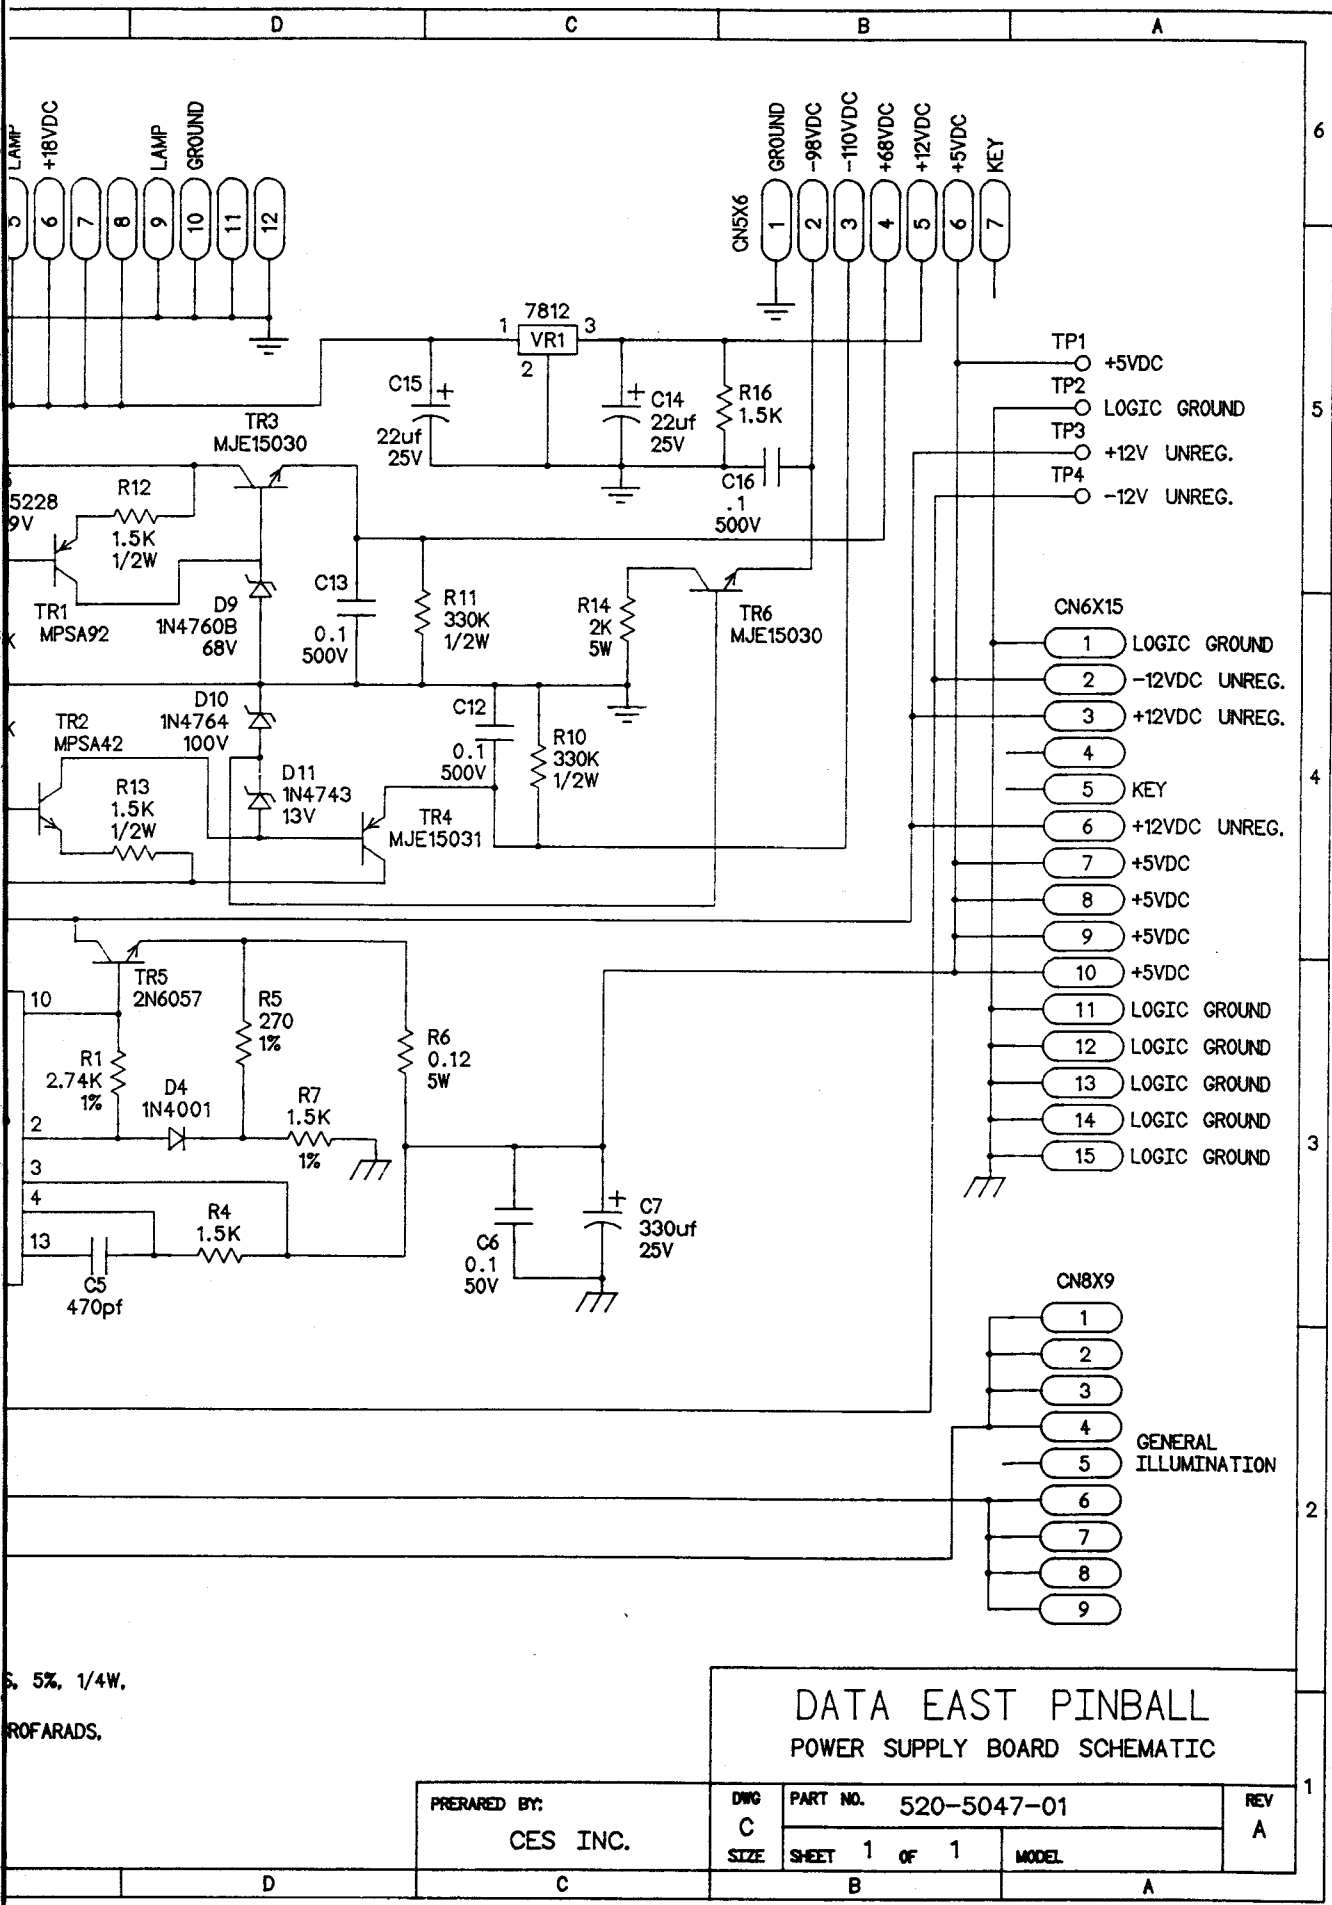 D C B A
6
LAMP
+18VDC
LAMP
GROUND
5 6 7 8 9 10 11 12
CN5X6
GROUND
-98VDC
-110VDC
+68VDC
+12VDC
+5VDC
KEY
1 2 3 4 5 6 7
7812
1 VR1 3
2
C15 +
22uf
25V
+ C14
22uf
25V
R16
1.5K
C16
.1
500V
TP1
+5VDC
TP2
LOGIC GROUND
TP3
+12V UNREG.
TP4
-12V UNREG.
5
TR3
MJE15030
5228
9V
R12
1.5K
1/2W
TR1
MPSA92
D9
1N4760B
68V
C13
0.1
500V
R11
330K
1/2W
R14
2K
5W
TR6
MJE15030
TR2
MPSA42
D10
1N4764
100V
C12
0.1
500V
R10
330K
1/2W
R13
1.5K
1/2W
D11
1N4743
13V
TR4
MJE15031
CN6X15
1 LOGIC GROUND
2 -12VDC UNREG.
3 +12VDC UNREG.
4
5 KEY
6 +12VDC UNREG.
7 +5VDC
8 +5VDC
9 +5VDC
10 +5VDC
11 LOGIC GROUND
12 LOGIC GROUND
13 LOGIC GROUND
14 LOGIC GROUND
15 LOGIC GROUND
4
TR5
2N6057
10
R1
2.74K
1%
R5
270
1%
R6
0.12
5W
D4
1N4001
R7
1.5K
1%
2
3
4
13
R4
1.5K
C5
470pf
C6
0.1
50V
+ C7
330uf
25V
3
CN8X9
1
2
3
4
5
6
7
8
9
GENERAL
ILLUMINATION
2
S, 5%, 1/4W,
ROFARADS,
DATA EAST PINBALL
POWER SUPPLY BOARD SCHEMATIC
1
PRERARED BY:
CES INC.
DWG
C
SIZE
PART NO. 520-5047-01
REV
A
SHEET 1 OF 1
MODEL
D C B A